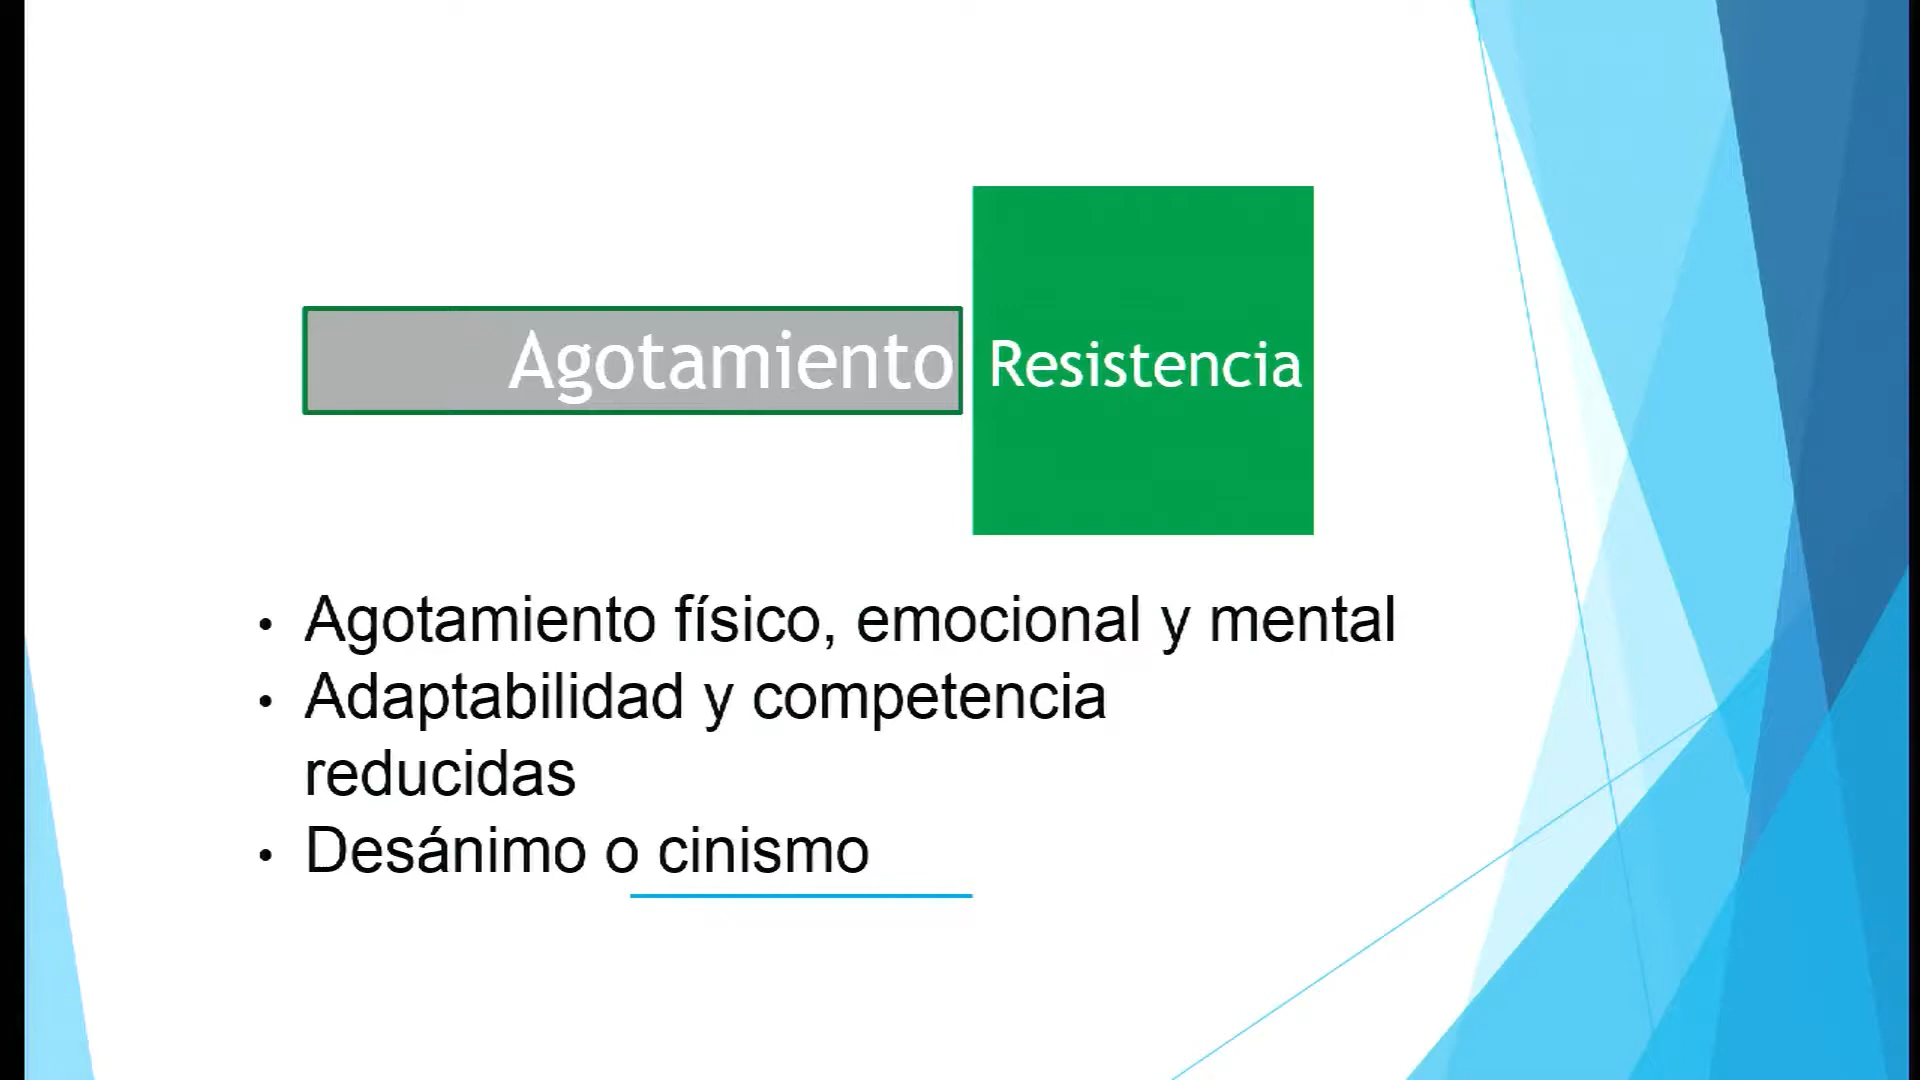 Agotamiento
Resistencia
• Agotamiento físico, emocional y mental
• Adaptabilidad y competencia
reducidas
• Desánimo o cinismo